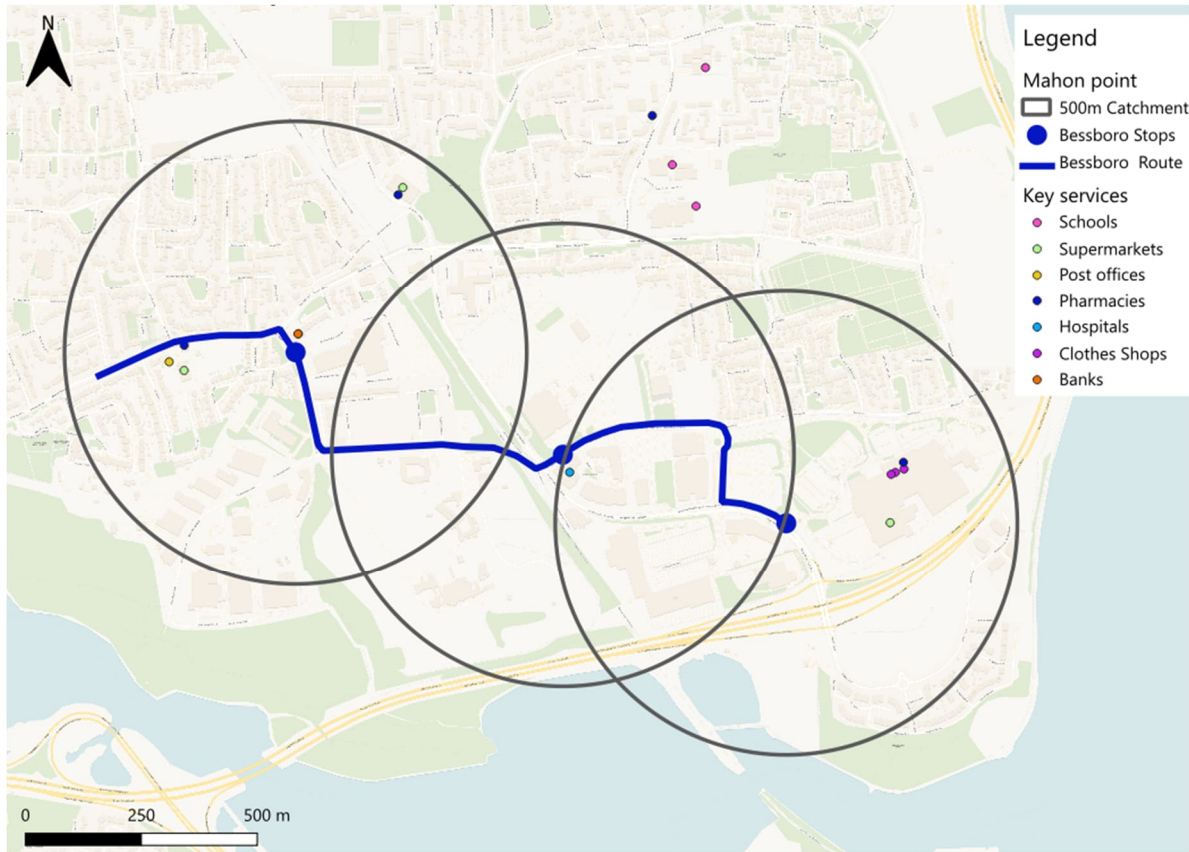 N
Legend
Mahon point
500m Catchment
Bessboro Stops
Bessboro Route
Key services
Schools
Supermarkets
Post offices
Pharmacies
Hospitals
Clothes Shops
Banks
0 250 500 m